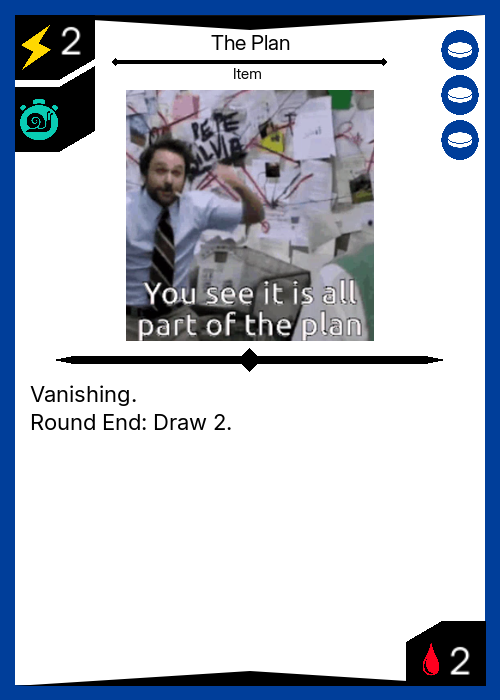 2
The Plan
Item
PEPE
SILVIA
You see it is all
part of the plan
Vanishing.
Round End: Draw 2.
2